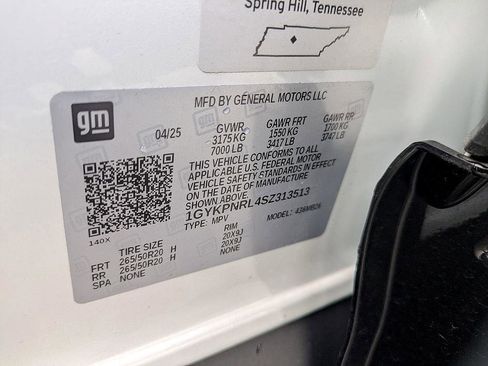 Spring Hill, Tennessee
MFD BY GENERAL MOTORS LLC
gm
04/25 GVWR GAWR FRT GAWR RR
3175 KG 1550 KG 1700 KG
7000 LB 3417 LB 3747 LB
THIS VEHICLE CONFORMS TO ALL
APPLICABLE U.S. FEDERAL MOTOR
VEHICLE SAFETY STANDARDS IN EFFECT
ON THE DATE OF MANUFACTURE
SHOWN ABOVE.
1GYKPNRL4SZ313513
TYPE: MPV MODEL: 436MB26
140X
TIRE SIZE RIM
FRT 265/50R20 H 20X9J
RR 265/50R20 H 20X9J
SPA NONE NONE